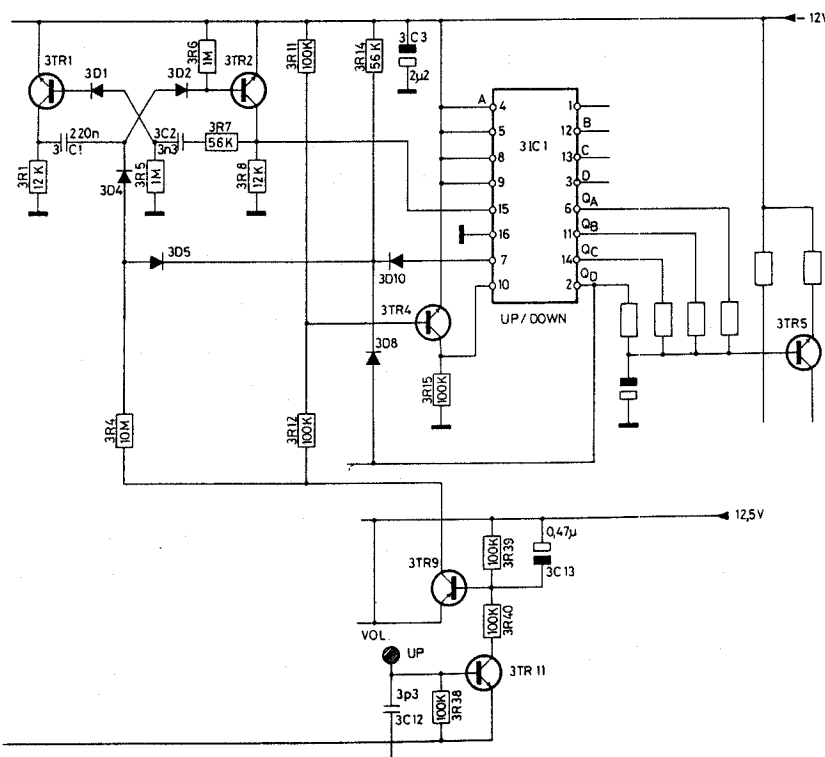 -12V
3R6
1M
3R11
100K
3R14
56K
3C3
2µ2
3TR1
3D1
3D2
3TR2
A
4
1
3IC1
5
12
B
220n
3C1
3C2
3n3
3R7
56K
8
13
C
3R1
12K
3D4
3R5
1M
3R8
12K
9
3
D
15
6
QA
16
11
QB
3D5
3D10
7
14
QC
10
2
QD
3TR4
UP/DOWN
3TR5
3D8
3R15
100K
3R4
10M
3R12
100K
12,5V
0,47µ
3TR9
100K
3R39
3C13
100K
3R40
VOL.
UP
3TR11
3p3
3C12
100K
3R38